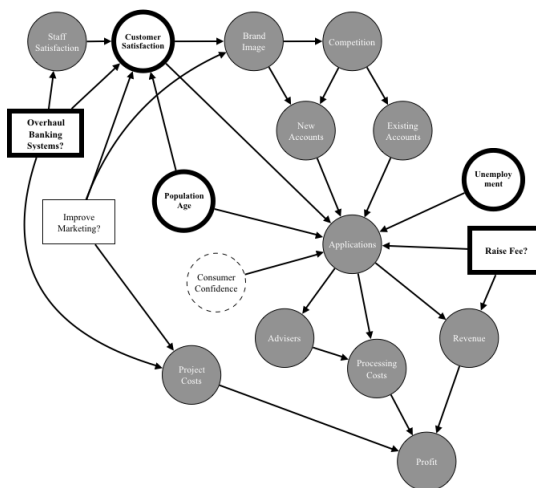 Staff
Satisfaction
Customer
Satisfaction
Brand
Image
Competition
Overhaul
Banking
Systems?
New
Accounts
Existing
Accounts
Improve
Marketing?
Population
Age
Unemploy
ment
Applications
Raise Fee?
Consumer
Confidence
Advisers
Revenue
Project
Costs
Processing
Costs
Profit